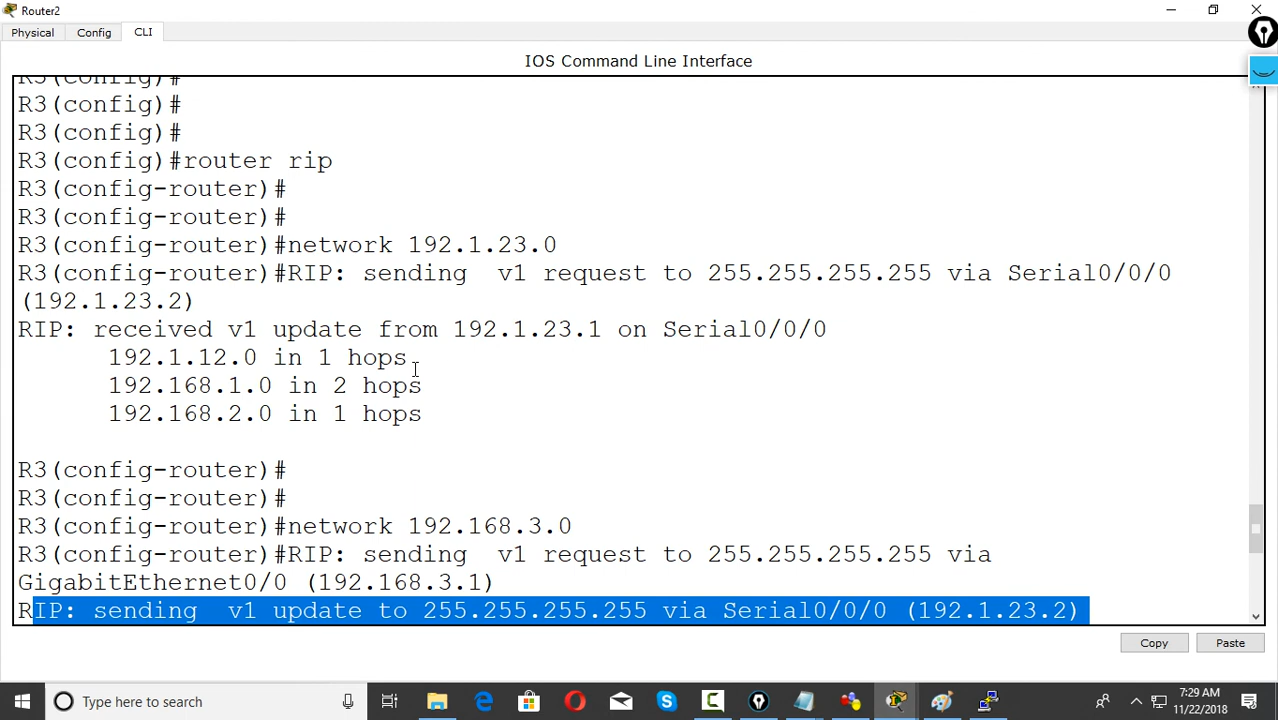 Router2
Physical Config CLI
IOS Command Line Interface
R3(config)#
R3(config)#
R3(config)#
R3(config)#router rip
R3(config-router)#
R3(config-router)#
R3(config-router)#network 192.1.23.0
R3(config-router)#RIP: sending  v1 request to 255.255.255.255 via Serial0/0/0
(192.1.23.2)
RIP: received v1 update from 192.1.23.1 on Serial0/0/0
192.1.12.0 in 1 hops
192.168.1.0 in 2 hops
192.168.2.0 in 1 hops
R3(config-router)#
R3(config-router)#
R3(config-router)#network 192.168.3.0
R3(config-router)#RIP: sending  v1 request to 255.255.255.255 via
GigabitEthernet0/0 (192.168.3.1)
RIP: sending  v1 update to 255.255.255.255 via Serial0/0/0 (192.1.23.2)
Copy Paste
Type here to search
7:29 AM
11/22/2018